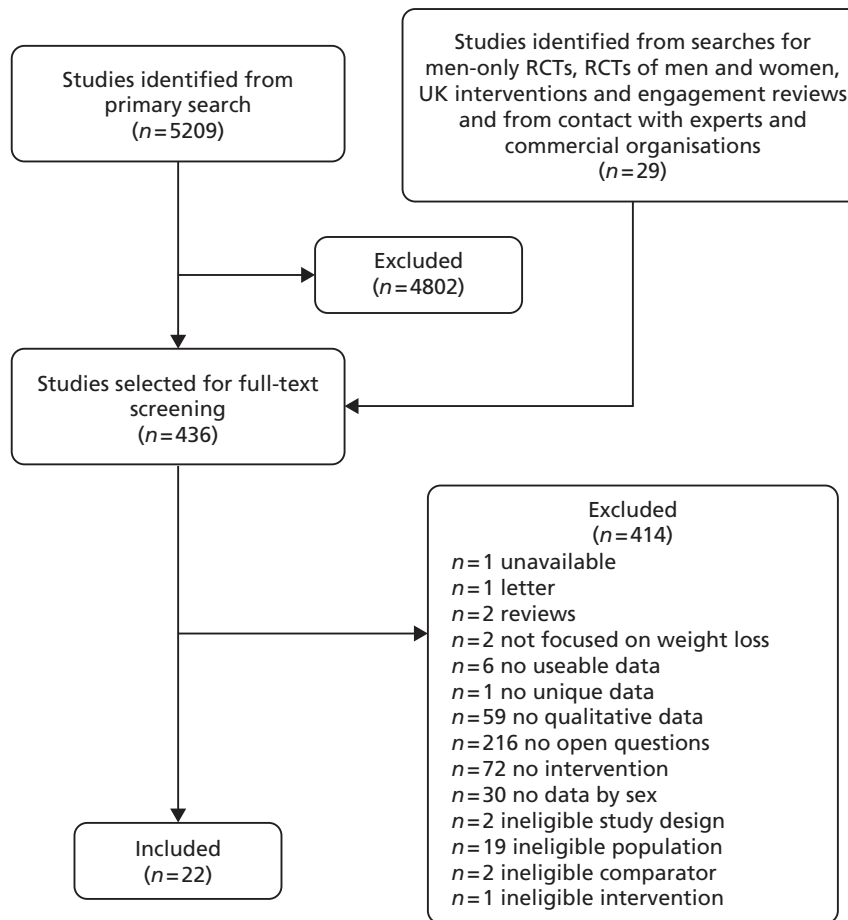 Studies identified from
primary search
(n=5209)
Studies identified from searches for
men-only RCTs, RCTs of men and women,
UK interventions and engagement reviews
and from contact with experts and
commercial organisations
(n=29)
Excluded
(n=4802)
Studies selected for full-text
screening
(n=436)
Excluded
(n=414)
n=1 unavailable
n=1 letter
n=2 reviews
n=2 not focused on weight loss
n=6 no useable data
n=1 no unique data
n=59 no qualitative data
n=216 no open questions
n=72 no intervention
n=30 no data by sex
n=2 ineligible study design
n=19 ineligible population
n=2 ineligible comparator
n=1 ineligible intervention
Included
(n=22)